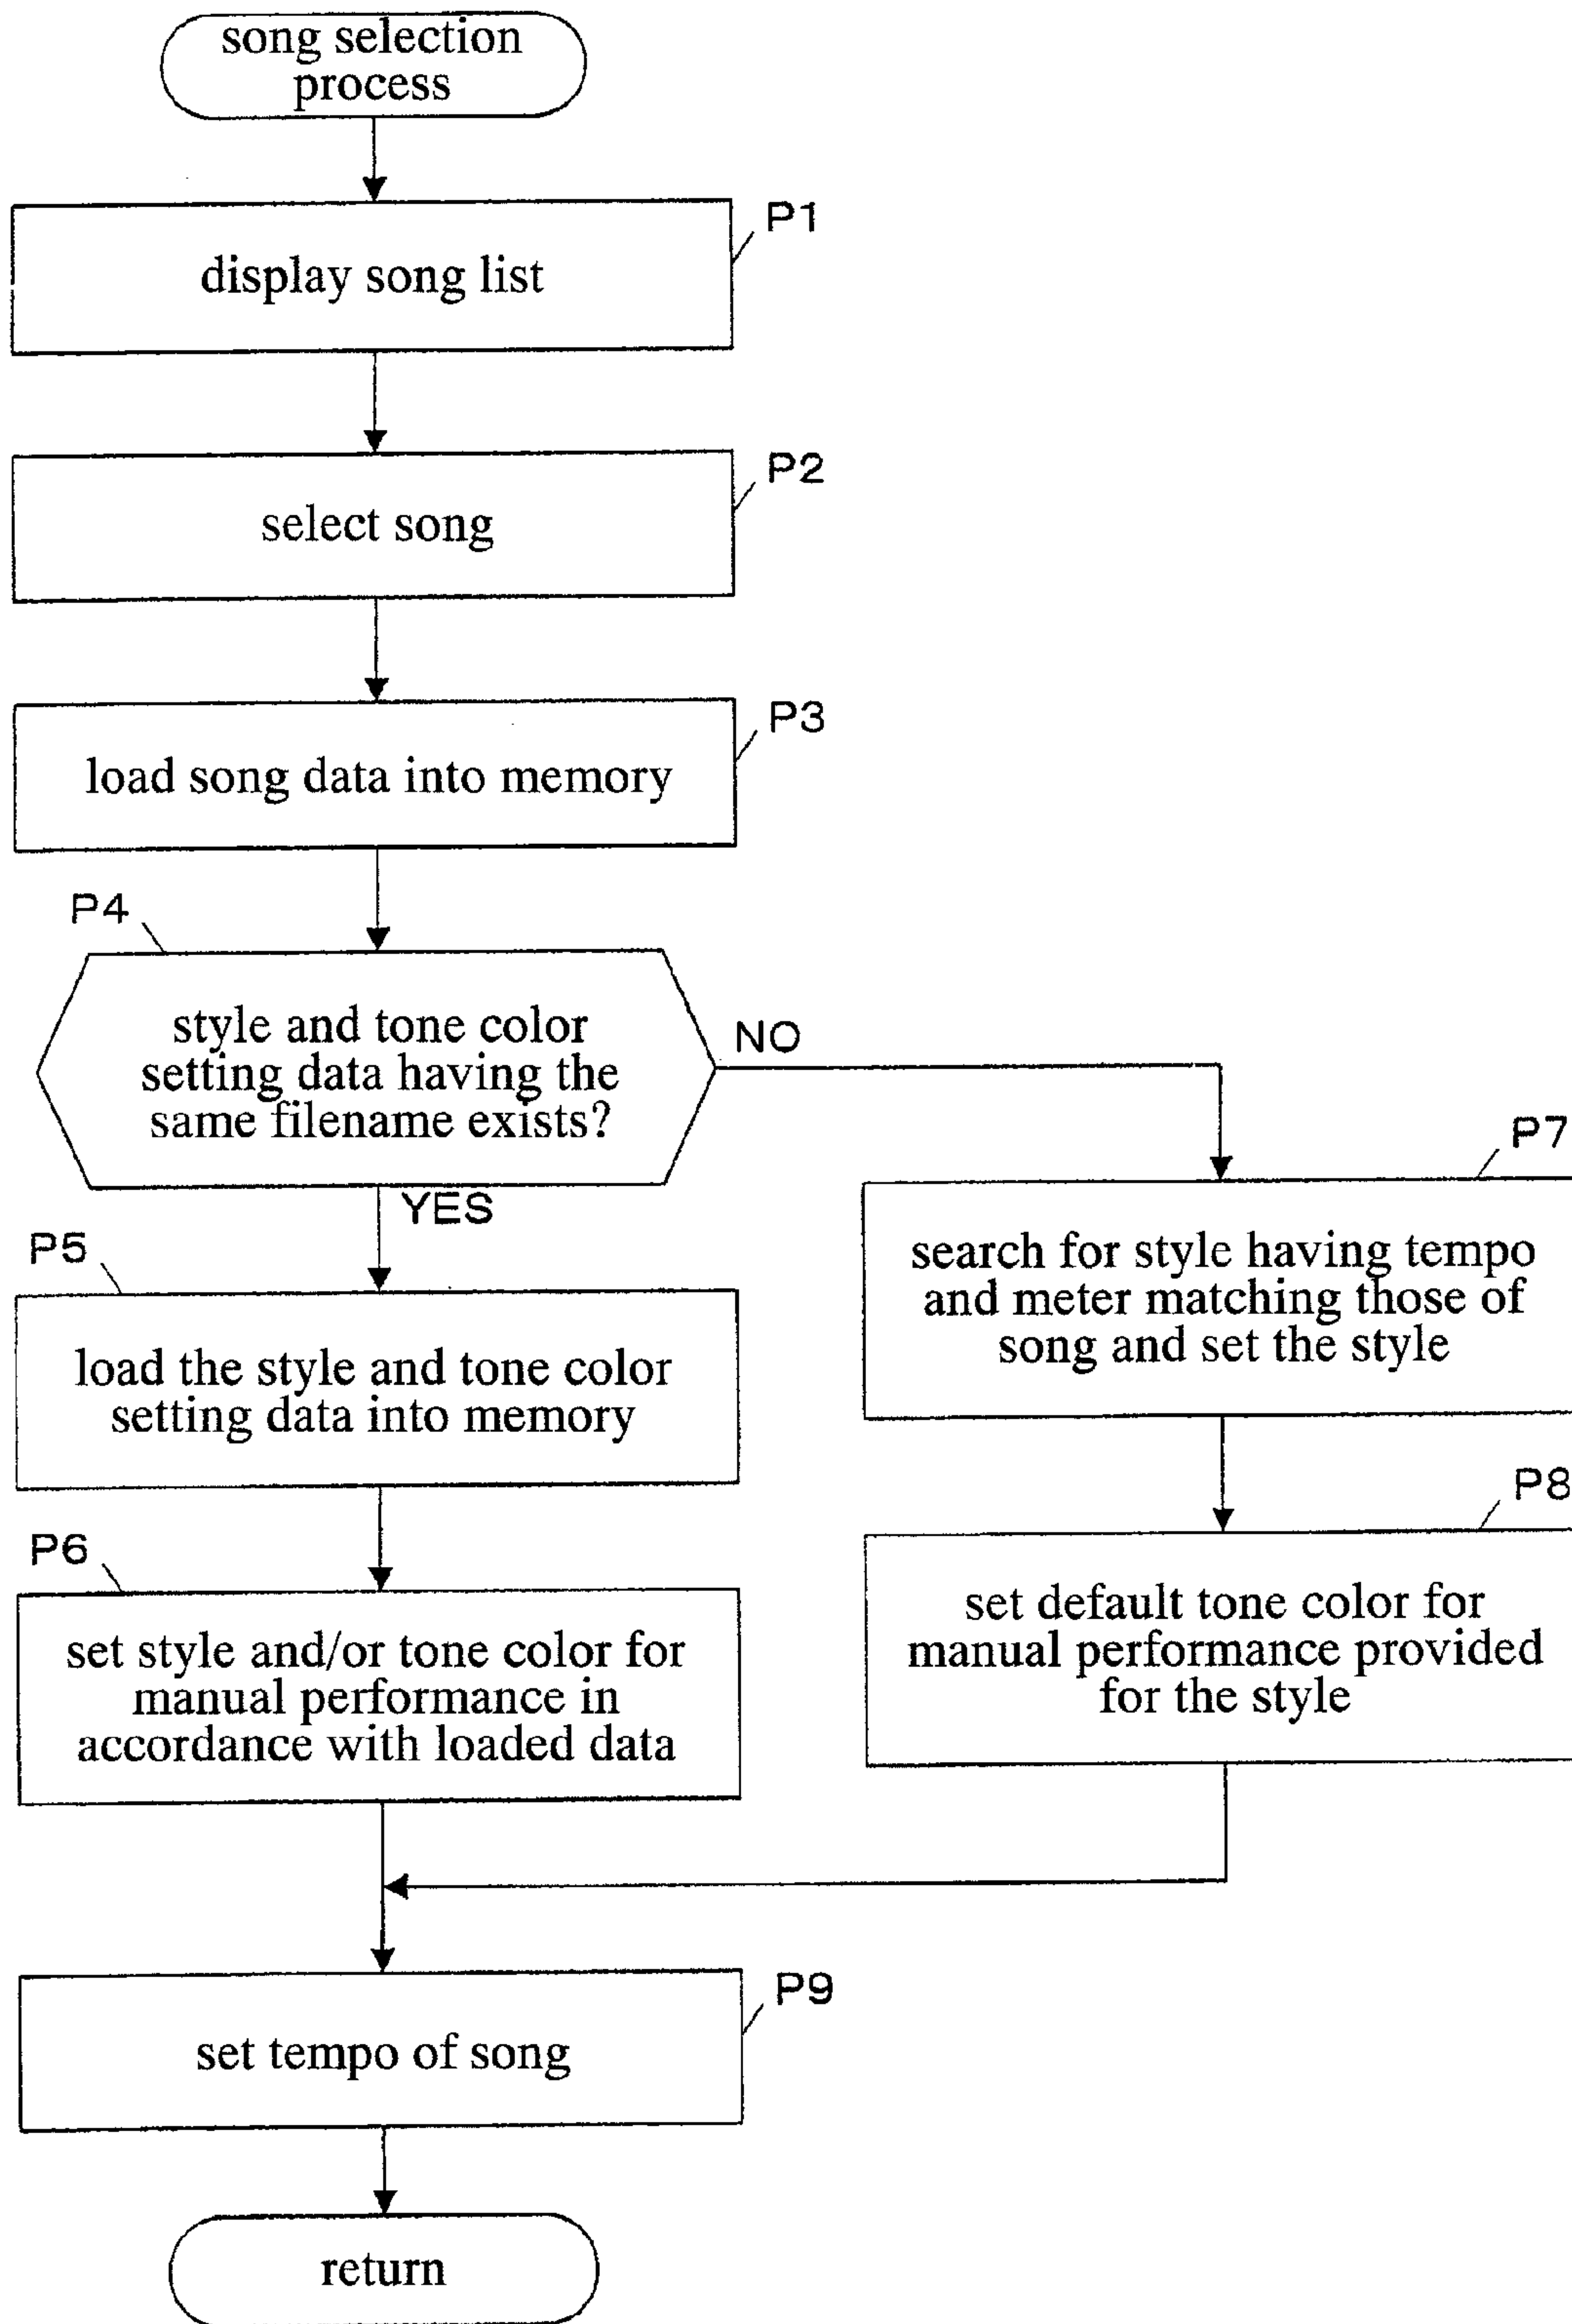 song selection
process
P1
display song list
P2
select song
P3
load song data into memory
P4
style and tone color
setting data having the
same filename exists?
NO
YES
P5
load the style and tone color
setting data into memory
P6
set style and/or tone color for
manual performance in
accordance with loaded data
P7
search for style having tempo
and meter matching those of
song and set the style
P8
set default tone color for
manual performance provided
for the style
P9
set tempo of song
return